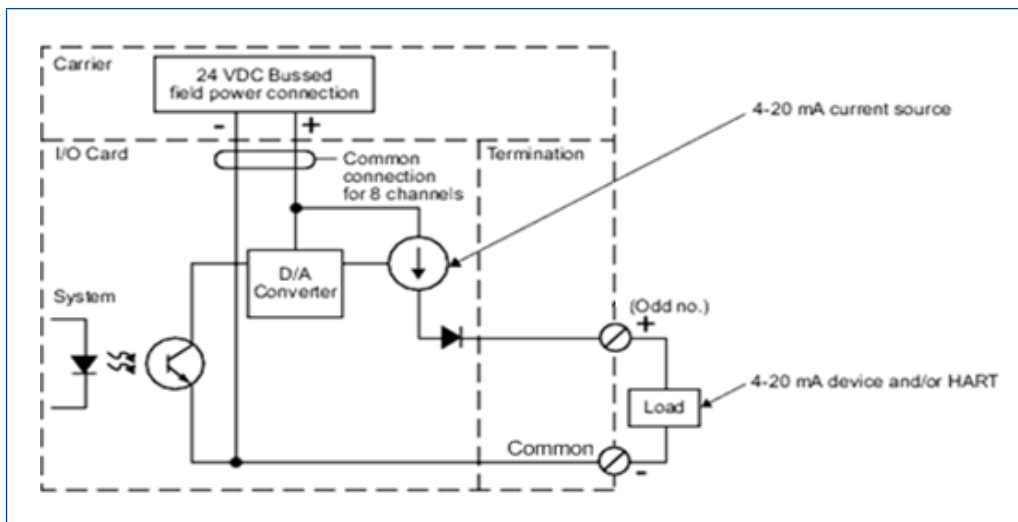 Carrier
24 VDC Bussed
field power connection
-
+
4-20 mA current source
I/O Card
Common
connection
for 8 channels
Termination
D/A
Converter
System
(Odd no.)
+
4-20 mA device and/or HART
Load
Common
-